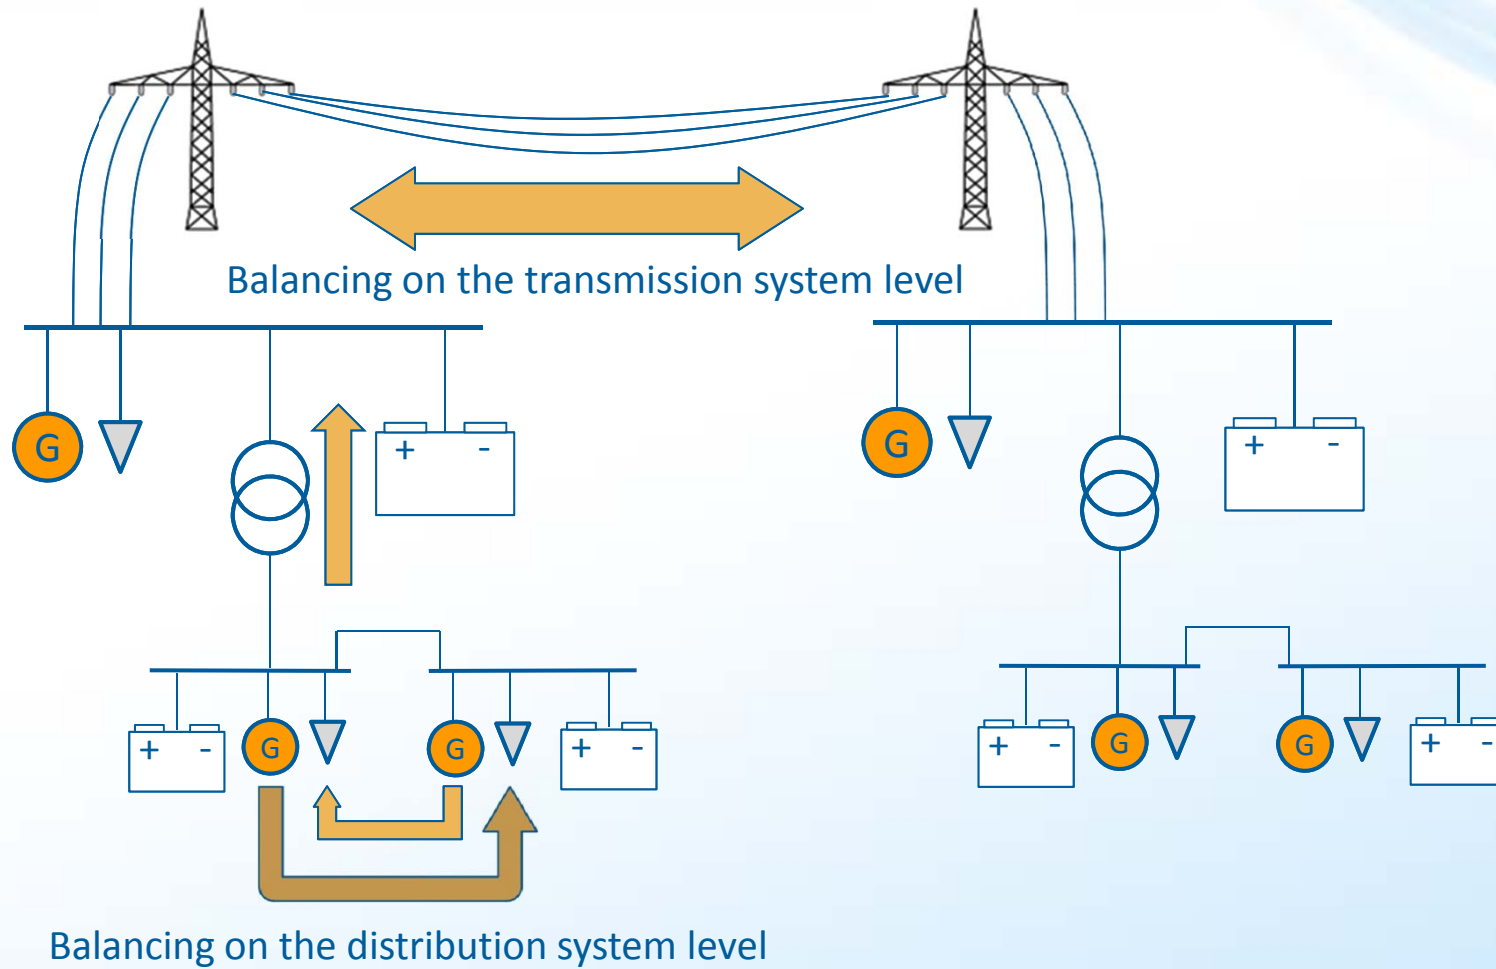 Balancing on the transmission system level
G
+ -
G
+ -
+ -
G
G
+ -
+ -
G
G
+ -
Balancing on the distribution system level